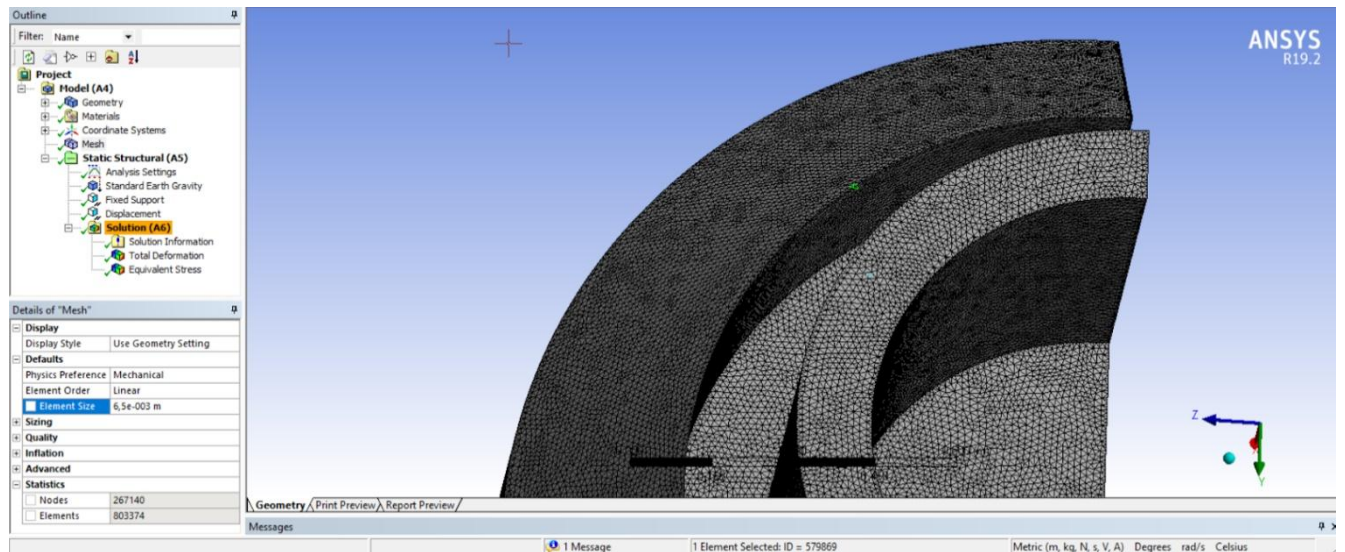 Outline
Filter: Name
Project
Model (A4)
Geometry
Materials
Coordinate Systems
Mesh
Static Structural (A5)
Analysis Settings
Standard Earth Gravity
Fixed Support
Displacement
Solution (A6)
Solution Information
Total Deformation
Equivalent Stress
Details of "Mesh"
Display
Display Style Use Geometry Setting
Defaults
Physics Preference Mechanical
Element Order Linear
Element Size 6,5e-003 m
Sizing
Quality
Inflation
Advanced
Statistics
Nodes 267140
Elements 803374
ANSYS
R19.2
Z
Y
Geometry Print Preview Report Preview
Messages
1 Message 1 Element Selected: ID = 579869 Metric (m, kg, N, s, V, A) Degrees rad/s Celsius